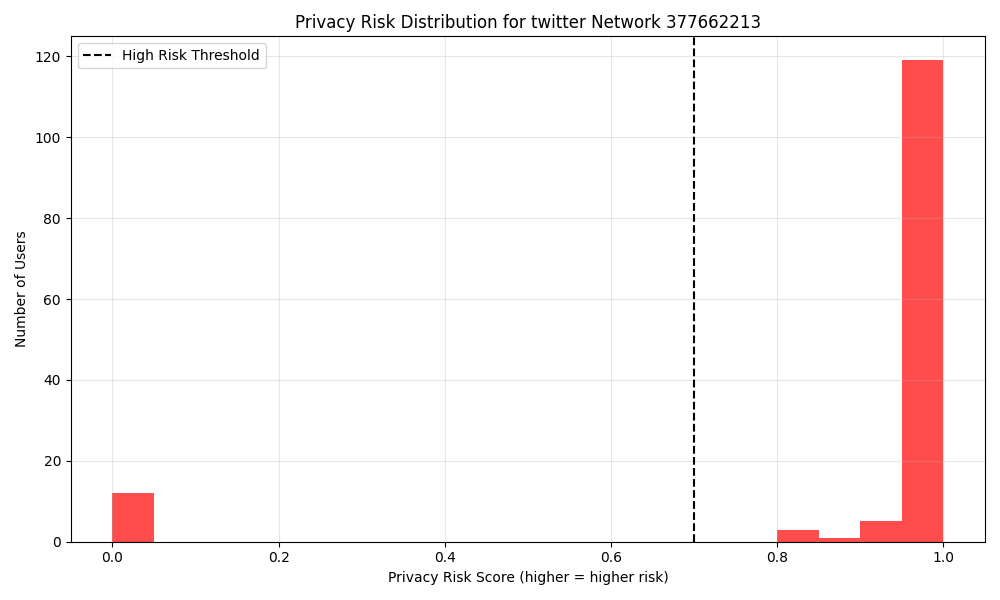 Privacy Risk Distribution for twitter Network 377662213
High Risk Threshold
120
100
80
60
40
20
0
Number of Users
0.0 0.2 0.4 0.6 0.8 1.0
Privacy Risk Score (higher = higher risk)